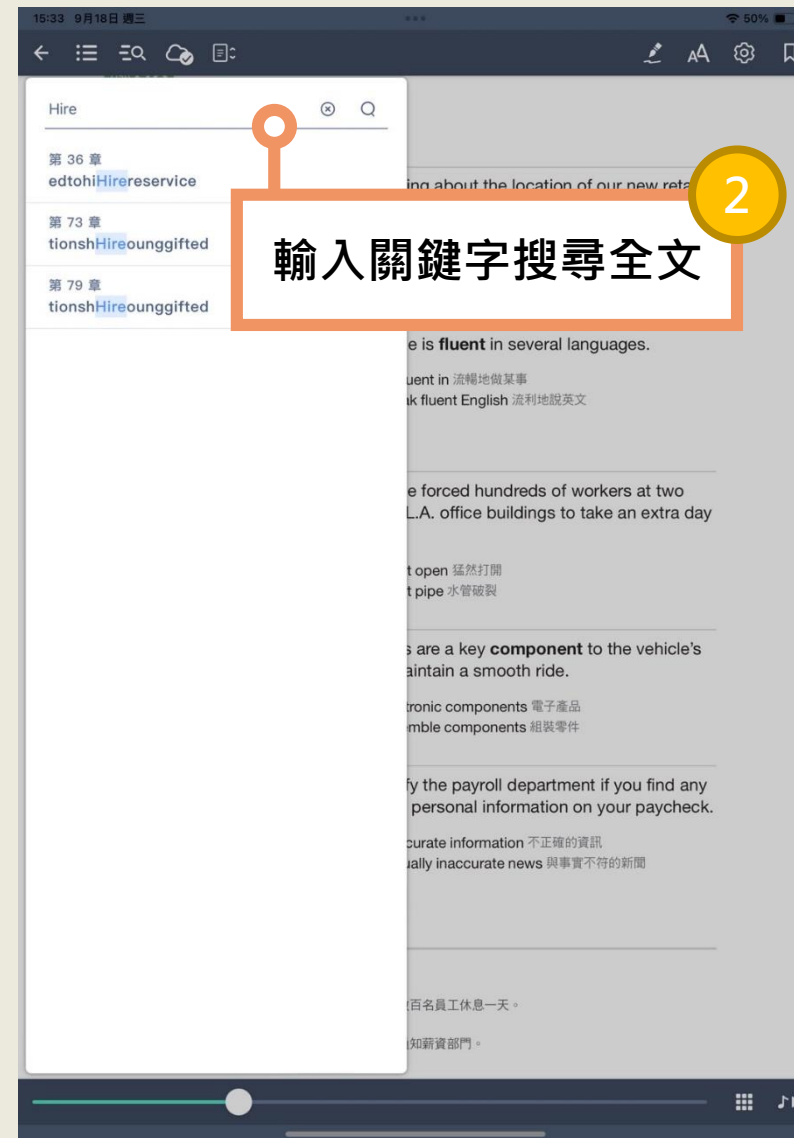 15:33 9月18日 週三
50%
AA
Hire
第 36 章
edtohiHirereservice
第 73 章
tionshHireounggifted
第 79 章
tionshHireounggifted
2
輸入關鍵字搜尋全文
ing about the location of our new reta
e is fluent in several languages.
uent in 流暢地做某事
ak fluent English 流利地說英文
e forced hundreds of workers at two
L.A. office buildings to take an extra day
t open 猛然打開
t pipe 水管破裂
s are a key component to the vehicle's
aintain a smooth ride.
tronic components 電子產品
mble components 組裝零件
fy the payroll department if you find any
personal information on your paycheck.
curate information 不正確的資訊
ually inaccurate news 與事實不符的新聞
百名員工休息一天。
知薪資部門。